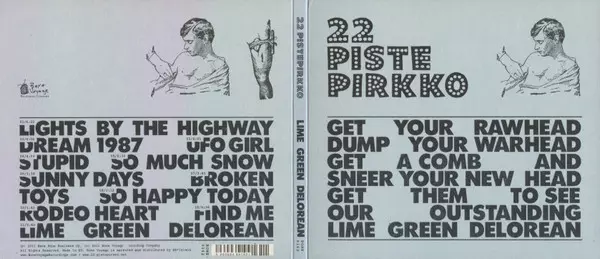 Bare
Voyage
LIGHTS BY THE HIGHWAY
DREAM 1987 UFO GIRL
STUPID SO MUCH SNOW
SUNNY DAYS BROKEN
TOYS SO HAPPY TODAY
RODEO HEART FIND ME
LIME GREEN DELOREAN
22 PISTEPIRKKO LIME GREEN DELOREAN
22
PISTE
PIRKKO
GET YOUR RAWHEAD
DUMP YOUR WARHEAD
GET A COMB AND
SNEER YOUR NEW HEAD
GET THEM TO SEE
OUR OUTSTANDING
LIME GREEN DELOREAN